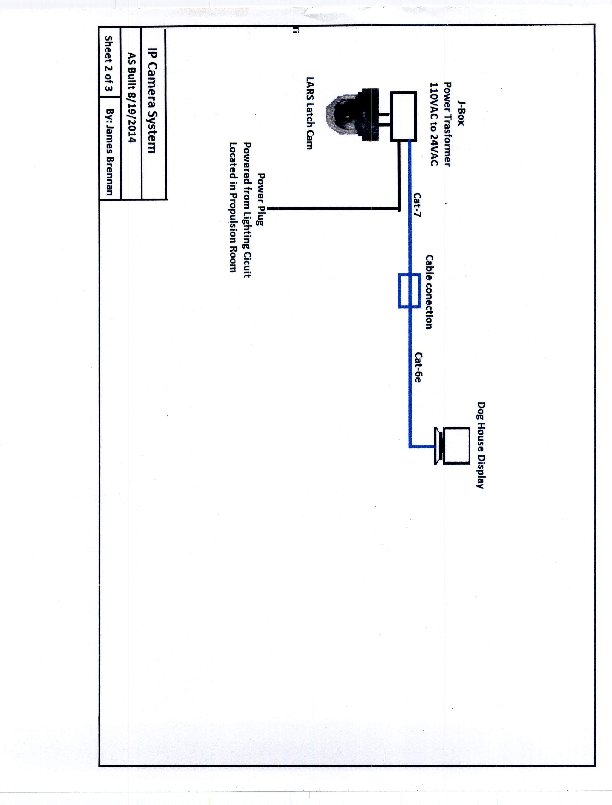 J-Box
Power Trasformer
110VAC to 24VAC
LARS Latch Cam
Cat-7
Power Plug
Powered from Lighting Cicuit
Located in Propulsion Room
Cable conection
Cat-6e
Dog House Display
IP Camera System
AS Built 8/19/2014
Sheet 2 of 3
By: James Brennan